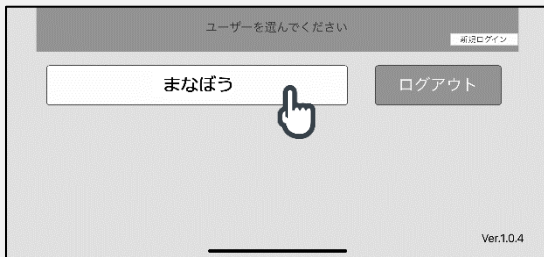 ユーザーを選んでください
新規ログイン
まなぼう
ログアウト
Ver.1.0.4